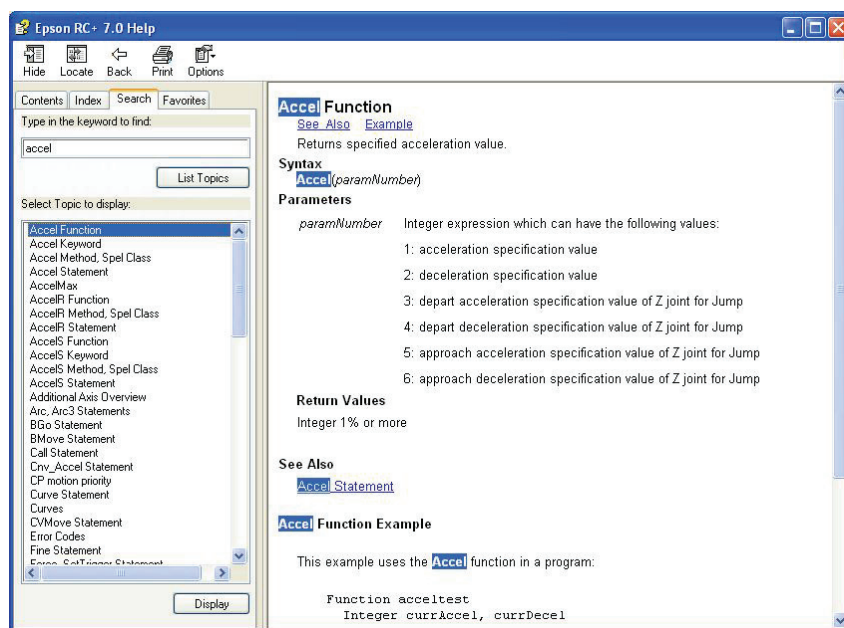 Epson RC+ 7.0 Help
Hide Locate Back Print Options
Contents Index Search Favorites
Type in the keyword to find:
accel
List Topics
Select Topic to display:
Accel Function
Accel Keyword
Accel Method, Spel Class
Accel Statement
AccelMax
AccelR Function
AccelR Method, Spel Class
AccelR Statement
AccelS Function
AccelS Keyword
AccelS Method, Spel Class
AccelS Statement
Additional Axis Overview
Arc, Arc3 Statements
BGo Statement
BMove Statement
Call Statement
Cnv_Accel Statement
CP motion priority
Curve Statement
Curves
CVMove Statement
Error Codes
Fine Statement
Force_SetTrigger Statement
Display
Accel Function
See Also Example
Returns specified acceleration value.
Syntax
Accel(paramNumber)
Parameters
paramNumber Integer expression which can have the following values:
1: acceleration specification value
2: deceleration specification value
3: depart acceleration specification value of Z joint for Jump
4: depart deceleration specification value of Z joint for Jump
5: approach acceleration specification value of Z joint for Jump
6: approach deceleration specification value of Z joint for Jump
Return Values
Integer 1% or more
See Also
Accel Statement
Accel Function Example
This example uses the Accel function in a program:
Function acceltest
Integer currAccel, currDecel